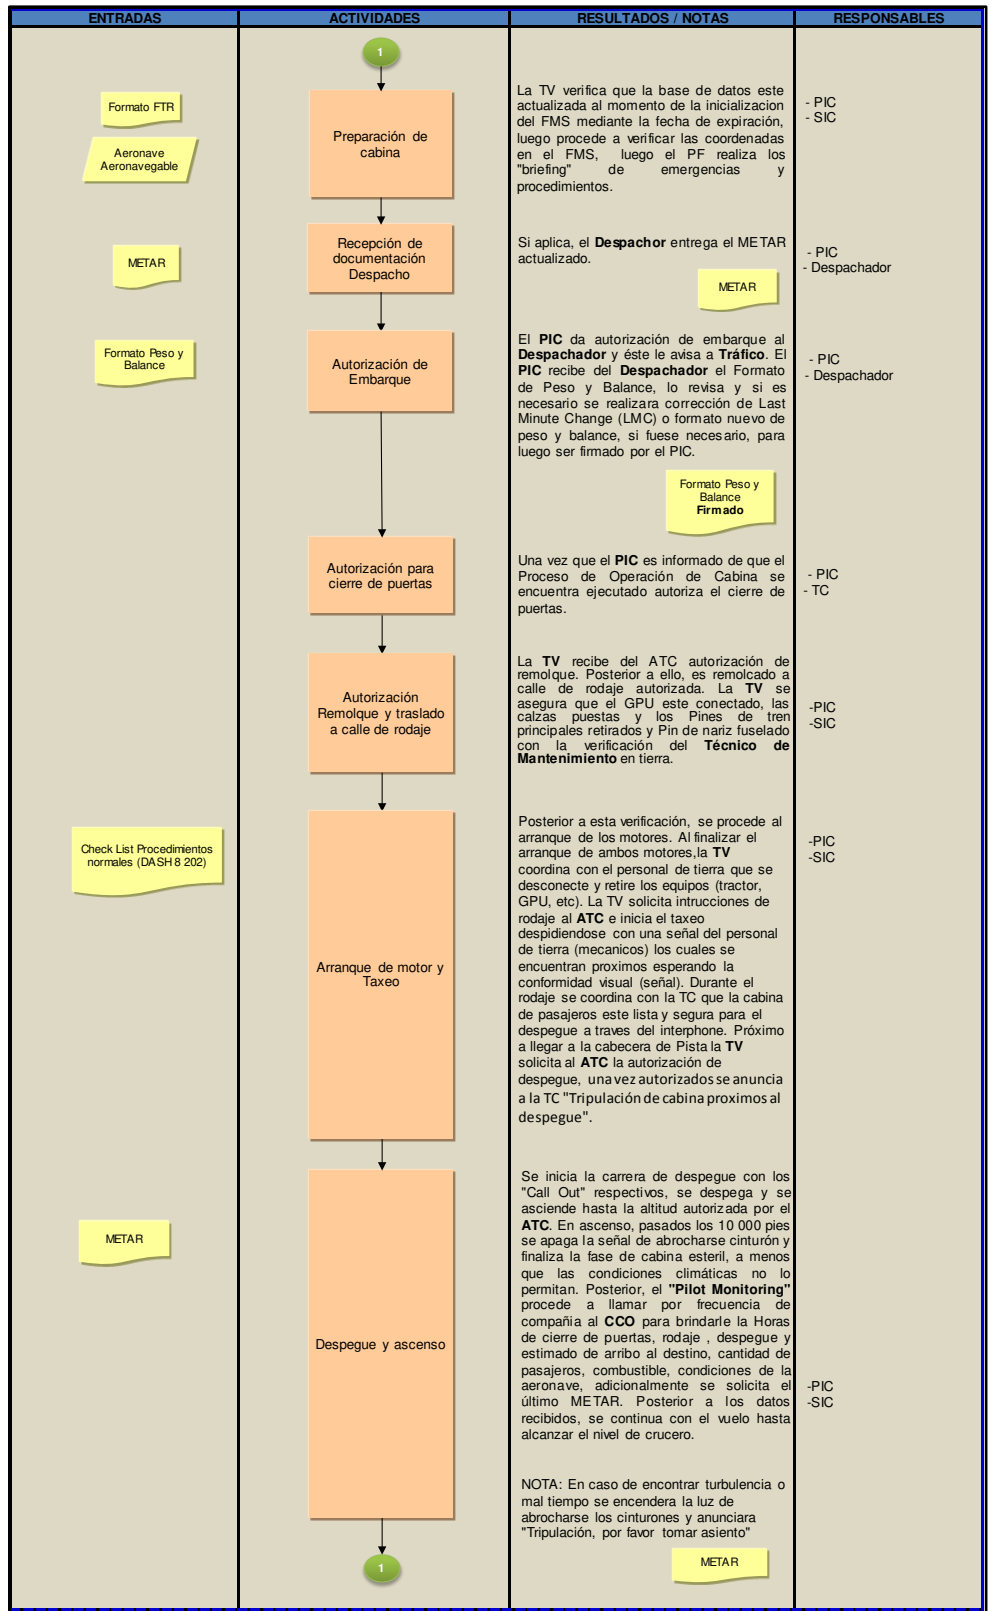 ENTRADAS
ACTIVIDADES
RESULTADOS / NOTAS
RESPONSABLES
1
Formato FTR
Aeronave
Aeronavegable
Preparación de
cabina
La TV verifica que la base de datos este
actualizada al momento de la inicializacion
del FMS mediante la fecha de expiración,
luego procede a verificar las coordenadas
en el FMS, luego el PF realiza los
"briefing" de emergencias y
procedimientos.
- PIC
- SIC
METAR
Recepción de
documentación
Despacho
Si aplica, el Despachor entrega el METAR
actualizado.
METAR
- PIC
- Despachador
Formato Peso y
Balance
Autorización de
Embarque
El PIC da autorización de embarque al
Despachador y éste le avisa a Tráfico. El
PIC recibe del Despachador el Formato
de Peso y Balance, lo revisa y si es
necesario se realizara corrección de Last
Minute Change (LMC) o formato nuevo de
peso y balance, si fuese necesario, para
luego ser firmado por el PIC.
Formato Peso y
Balance
Firmado
- PIC
- Despachador
Autorización para
cierre de puertas
Una vez que el PIC es informado de que el
Proceso de Operación de Cabina se
encuentra ejecutado autoriza el cierre de
puertas.
- PIC
- TC
Autorización
Remolque y traslado
a calle de rodaje
La TV recibe del ATC autorización de
remolque. Posterior a ello, es remolcado a
calle de rodaje autorizada. La TV se
asegura que el GPU este conectado, las
calzas puestas y los Pines de tren
principales retirados y Pin de nariz fuselado
con la verificación del Técnico de
Mantenimiento en tierra.
-PIC
-SIC
Check List Procedimientos
normales (DASH 8 202)
Arranque de motor y
Taxeo
Posterior a esta verificación, se procede al
arranque de los motores. Al finalizar el
arranque de ambos motores,la TV
coordina con el personal de tierra que se
desconecte y retire los equipos (tractor,
GPU, etc). La TV solicita intrucciones de
rodaje al ATC e inicia el taxeo
despidiendose con una señal del personal
de tierra (mecanicos) los cuales se
encuentran proximos esperando la
conformidad visual (señal). Durante el
rodaje se coordina con la TC que la cabina
de pasajeros este lista y segura para el
despegue a traves del interphone. Próximo
a llegar a la cabecera de Pista la TV
solicita al ATC la autorización de
despegue, una vez autorizados se anuncia
a la TC "Tripulación de cabina proximos al
despegue".
-PIC
-SIC
METAR
Despegue y ascenso
Se inicia la carrera de despegue con los
"Call Out" respectivos, se despega y se
asciende hasta la altitud autorizada por el
ATC. En ascenso, pasados los 10 000 pies
se apaga la señal de abrocharse cinturón y
finaliza la fase de cabina esteril, a menos
que las condiciones climáticas no lo
permitan. Posterior, el "Pilot Monitoring"
procede a llamar por frecuencia de
compañia al CCO para brindarle la Horas
de cierre de puertas, rodaje , despegue y
estimado de arribo al destino, cantidad de
pasajeros, combustible, condiciones de la
aeronave, adicionalmente se solicita el
último METAR. Posterior a los datos
recibidos, se continua con el vuelo hasta
alcanzar el nivel de crucero.
-PIC
-SIC
NOTA: En caso de encontrar turbulencia o
mal tiempo se encendera la luz de
abrocharse los cinturones y anunciara
"Tripulación, por favor tomar asiento"
METAR
1